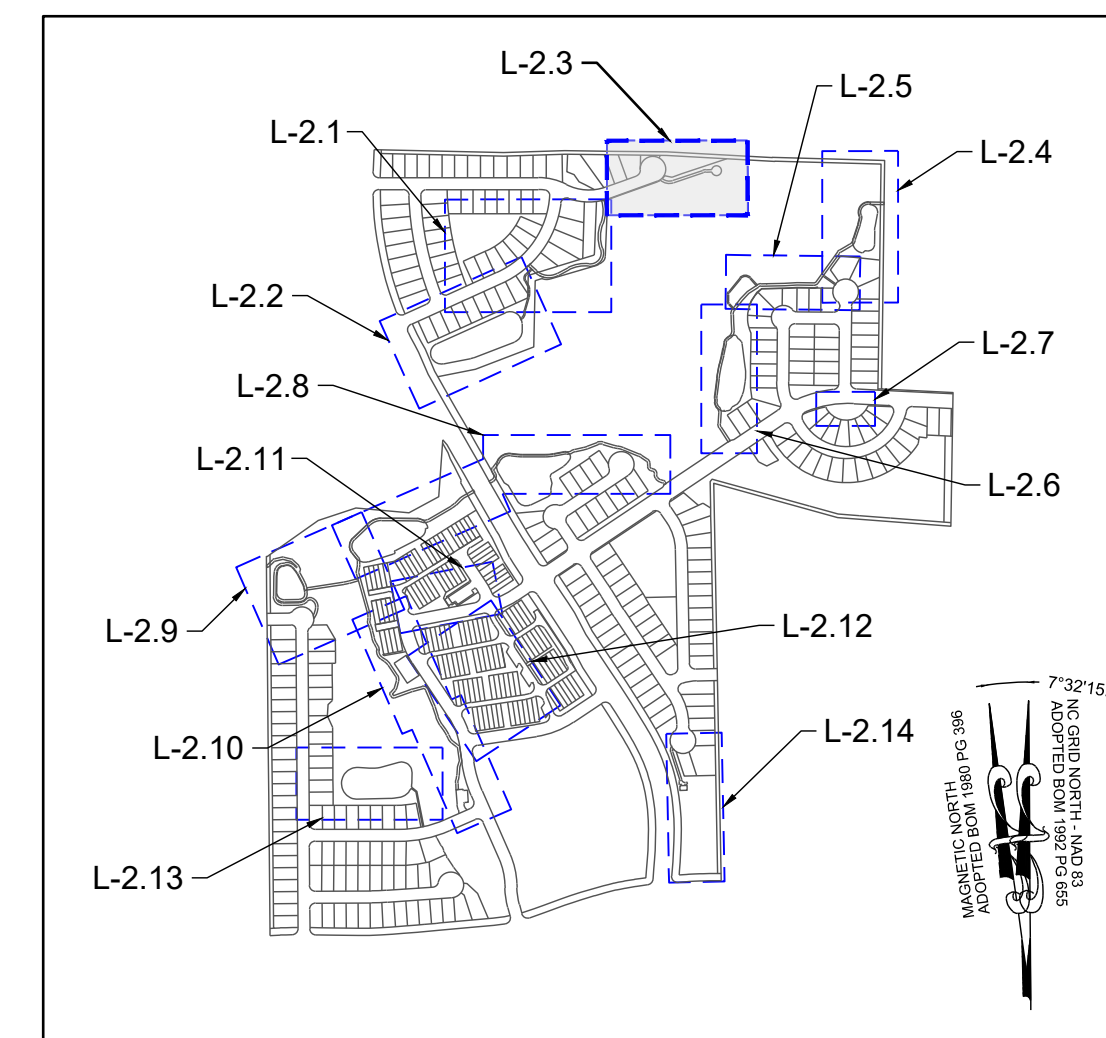 L-2.3
L-2.5
L-2.1
L-2.4
L-2.2
L-2.7
L-2.8
L-2.11
L-2.6
L-2.9
L-2.12
L-2.10
L-2.14
L-2.13
7°32'15
MAGNETIC NORTH
ADOPTED BOM 1980 PG 396
NC GRID NORTH - NAD 83
ADOPTED BOM 1992 PG 655